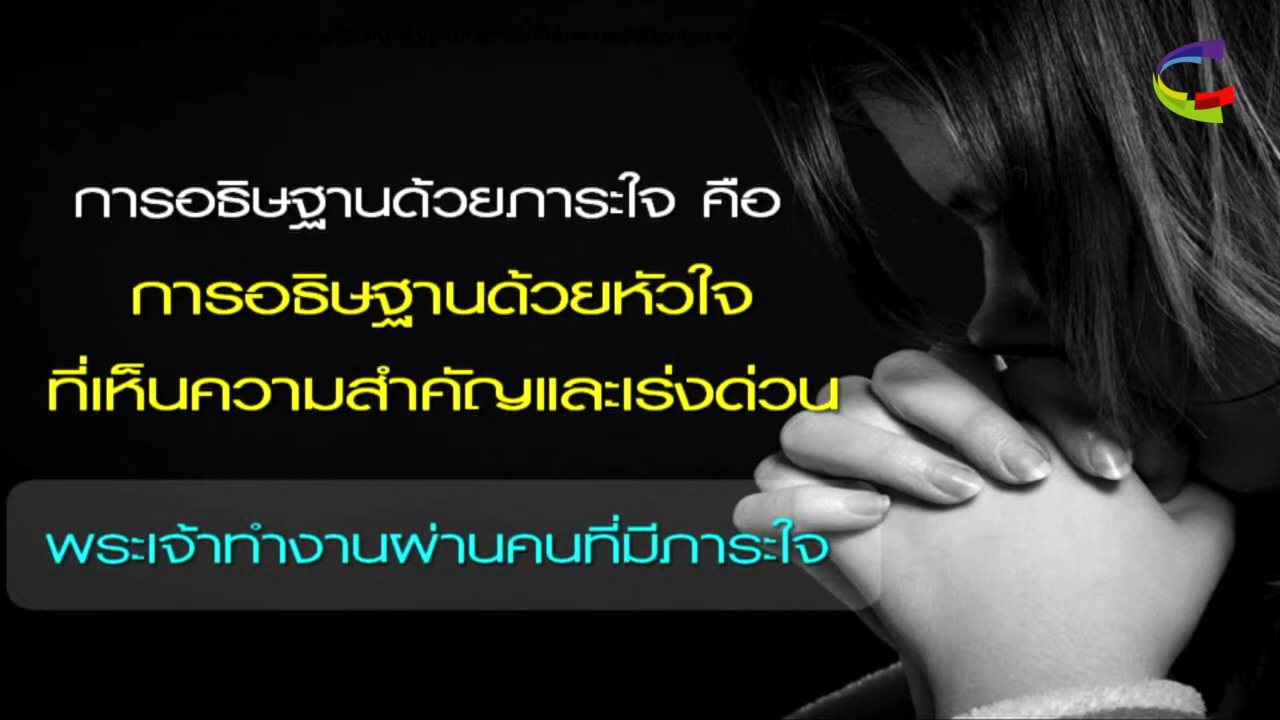 การอธิษฐานด้วยภาระใจ คือ
การอธิษฐานด้วยหัวใจ
ที่เห็นความสำคัญและเร่งด่วน
พระเจ้าทำงานผ่านคนที่มีภาระใจ